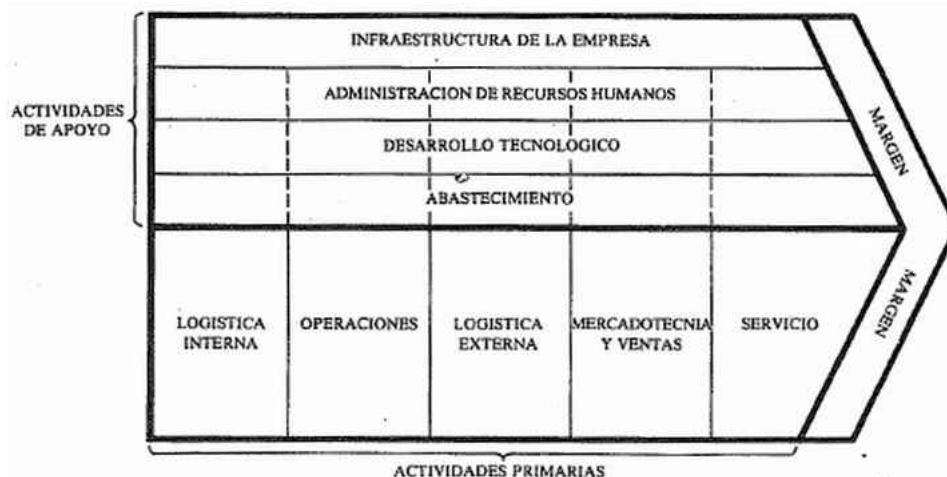 INFRAESTRUCTURA DE LA EMPRESA
ADMINISTRACION DE RECURSOS HUMANOS
ACTIVIDADES
DE APOYO
DESARROLLO TECNOLOGICO
ABASTECIMIENTO
MARGEN
LOGISTICA
INTERNA
OPERACIONES
LOGISTICA
EXTERNA
MERCADOTECNIA
Y VENTAS
SERVICIO
MARGEN
ACTIVIDADES PRIMARIAS